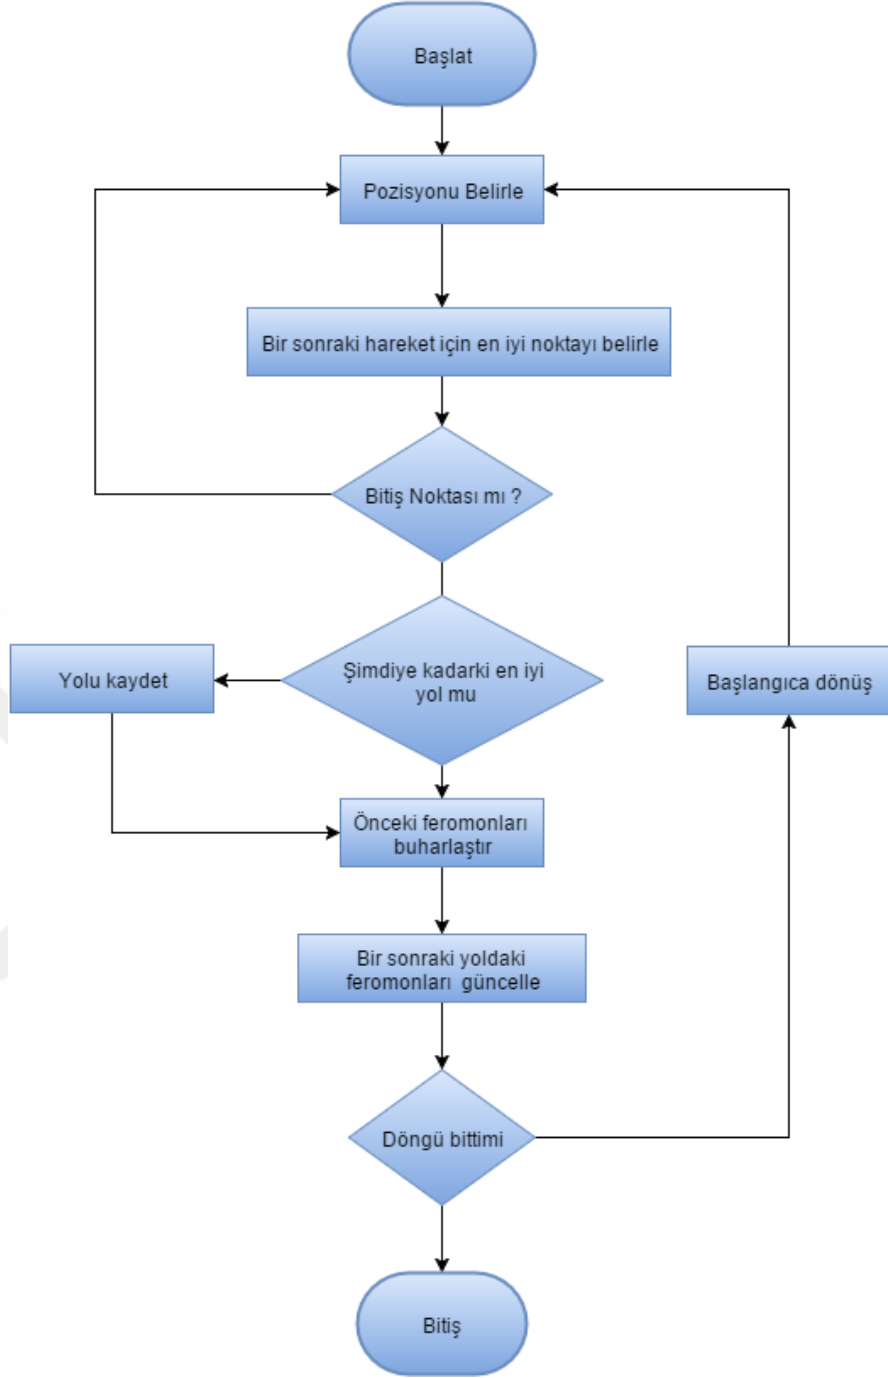 Başlat
Pozisyonu Belirle
Bir sonraki hareket için en iyi noktayı belirle
Bitiş Noktası mı ?
Şimdiye kadarki en iyi
yol mu
Yolu kaydet
Başlangıca dönüş
Önceki feromonları
buharlaştır
Bir sonraki yoldaki
feromonları güncelle
Döngü bittimi
Bitiş